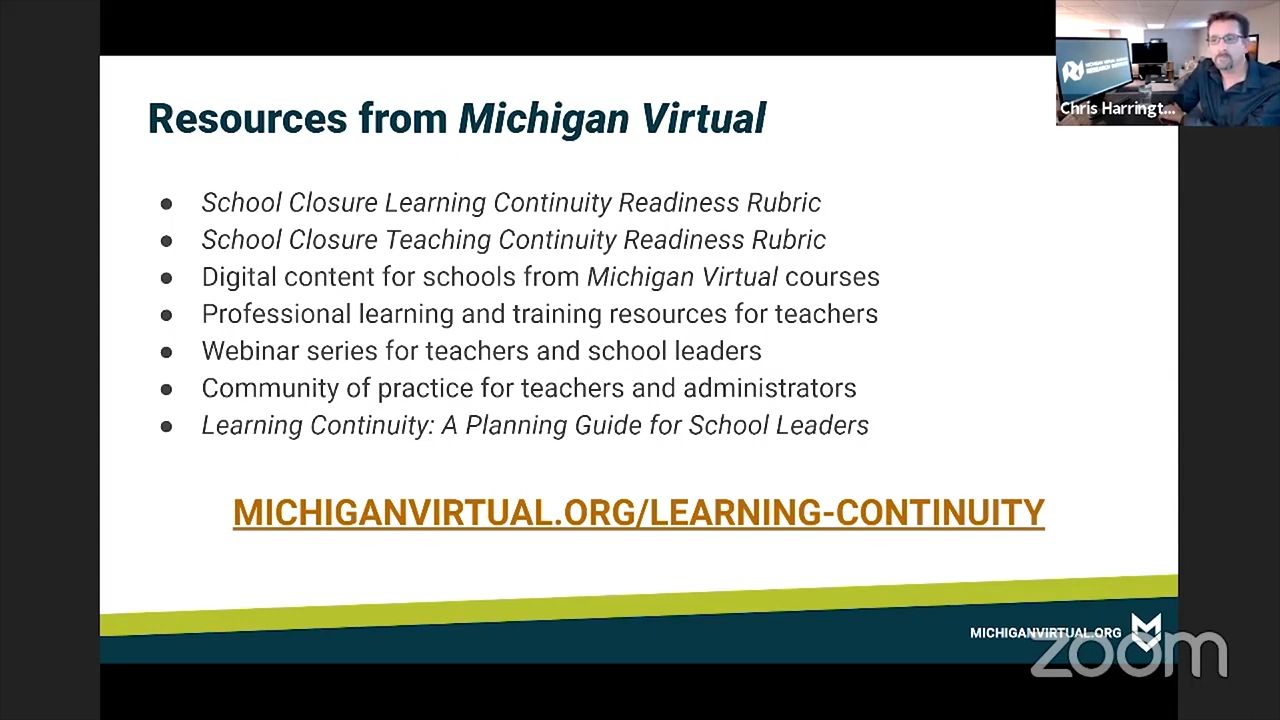 Resources from Michigan Virtual
Chris Harringt...
● School Closure Learning Continuity Readiness Rubric
● School Closure Teaching Continuity Readiness Rubric
● Digital content for schools from Michigan Virtual courses
● Professional learning and training resources for teachers
● Webinar series for teachers and school leaders
● Community of practice for teachers and administrators
● Learning Continuity: A Planning Guide for School Leaders
MICHIGANVIRTUAL.ORG/LEARNING-CONTINUITY
MICHIGANVIRTUAL.ORG
zoom